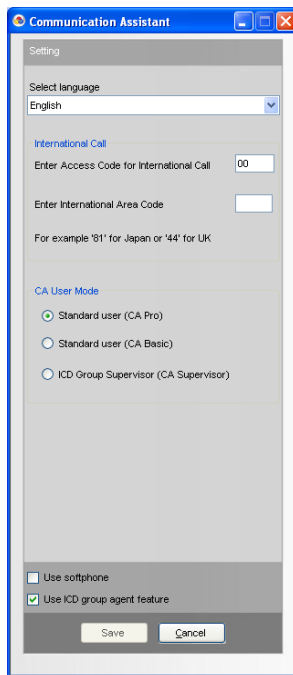 Communication Assistant
Setting
Select language
English
International Call
Enter Access Code for International Call 00
Enter International Area Code
For example '81' for Japan or '44' for UK
CA User Mode
Standard user (CA Pro)
Standard user (CA Basic)
ICD Group Supervisor (CA Supervisor)
Use softphone
Use ICD group agent feature
Save Cancel